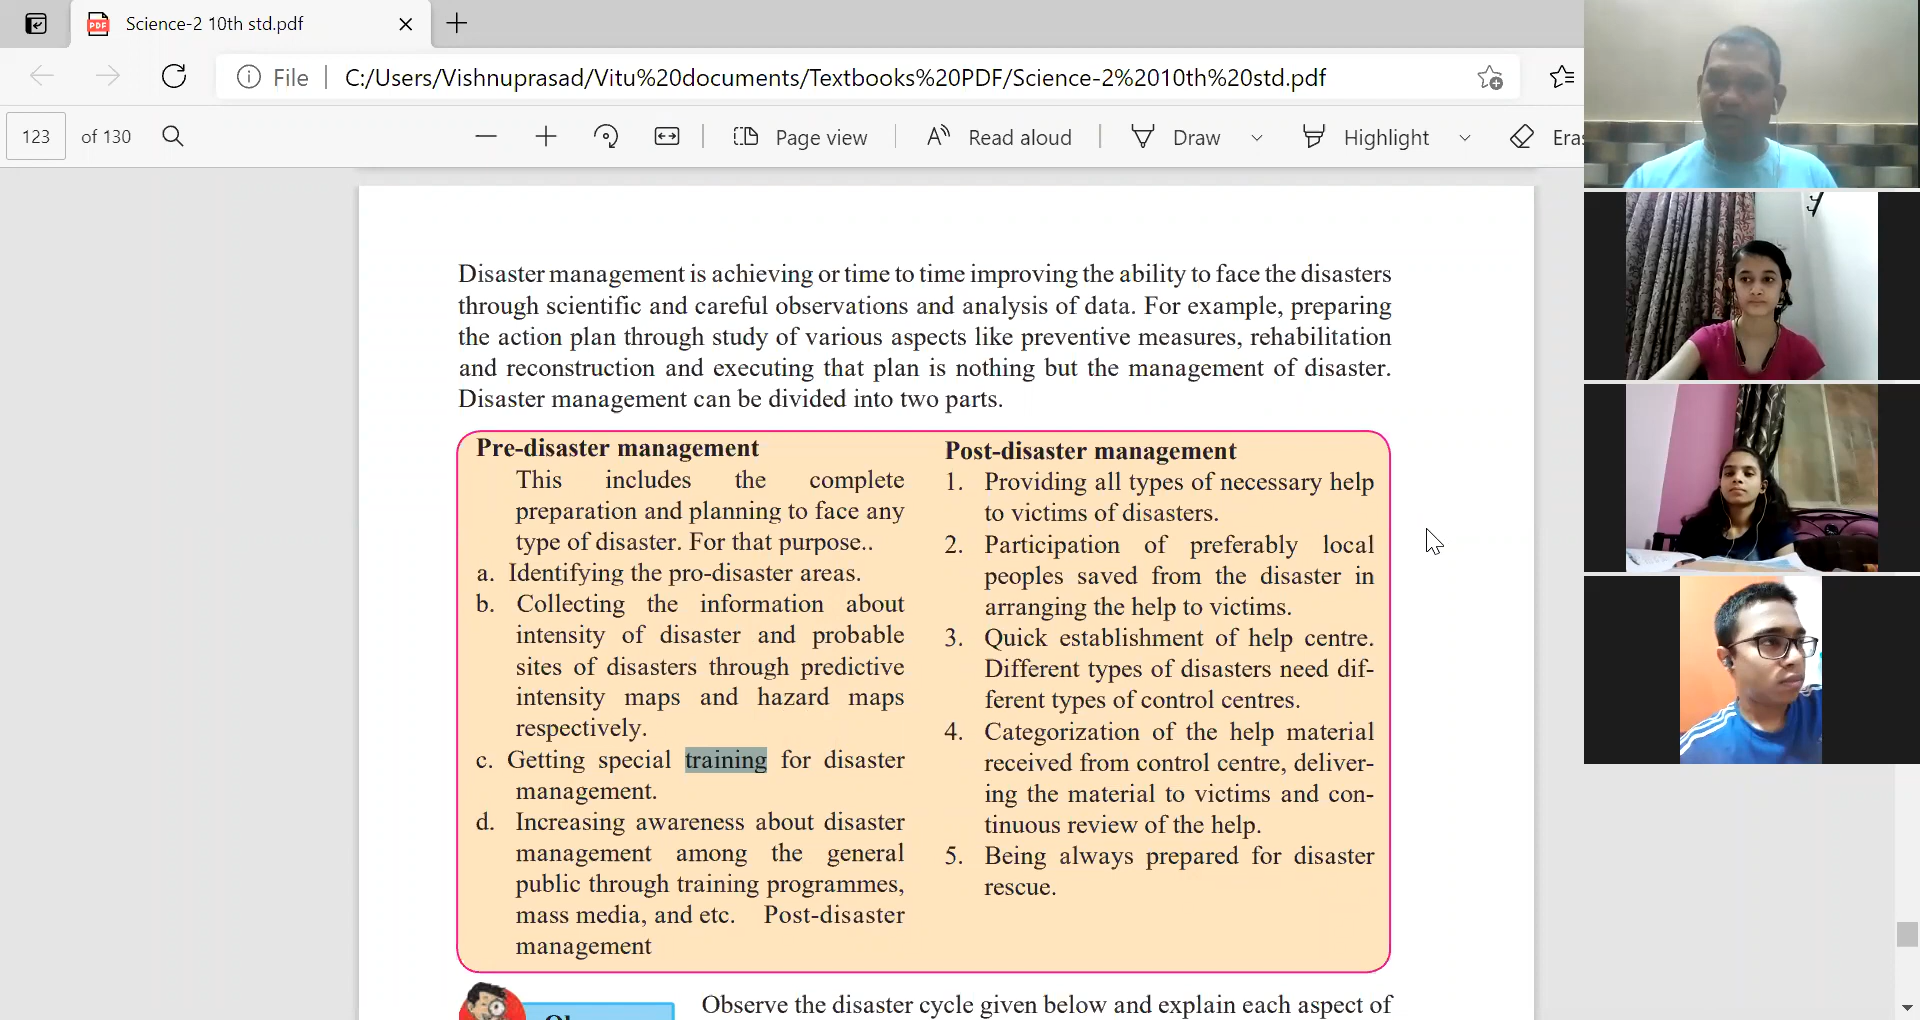 Science-2 10th std.pdf
File
C:/Users/Vishnuprasad/Vitu%20documents/Textbooks%20PDF/Science-2%2010th%20std.pdf
123 of 130
Page view
Read aloud
Draw
Highlight
Eras
Disaster management is achieving or time to time improving the ability to face the disasters
through scientific and careful observations and analysis of data. For example, preparing
the action plan through study of various aspects like preventive measures, rehabilitation
and reconstruction and executing that plan is nothing but the management of disaster.
Disaster management can be divided into two parts.
Pre-disaster management
This includes the complete
preparation and planning to face any
type of disaster. For that purpose..
a. Identifying the pro-disaster areas.
b. Collecting the information about
intensity of disaster and probable
sites of disasters through predictive
intensity maps and hazard maps
respectively.
c. Getting special training for disaster
management.
d. Increasing awareness about disaster
management among the general
public through training programmes,
mass media, and etc. Post-disaster
management
Post-disaster management
1. Providing all types of necessary help
to victims of disasters.
2. Participation of preferably local
peoples saved from the disaster in
arranging the help to victims.
3. Quick establishment of help centre.
Different types of disasters need dif-
ferent types of control centres.
4. Categorization of the help material
received from control centre, deliver-
ing the material to victims and con-
tinuous review of the help.
5. Being always prepared for disaster
rescue.
Observe the disaster cycle given below and explain each aspect of